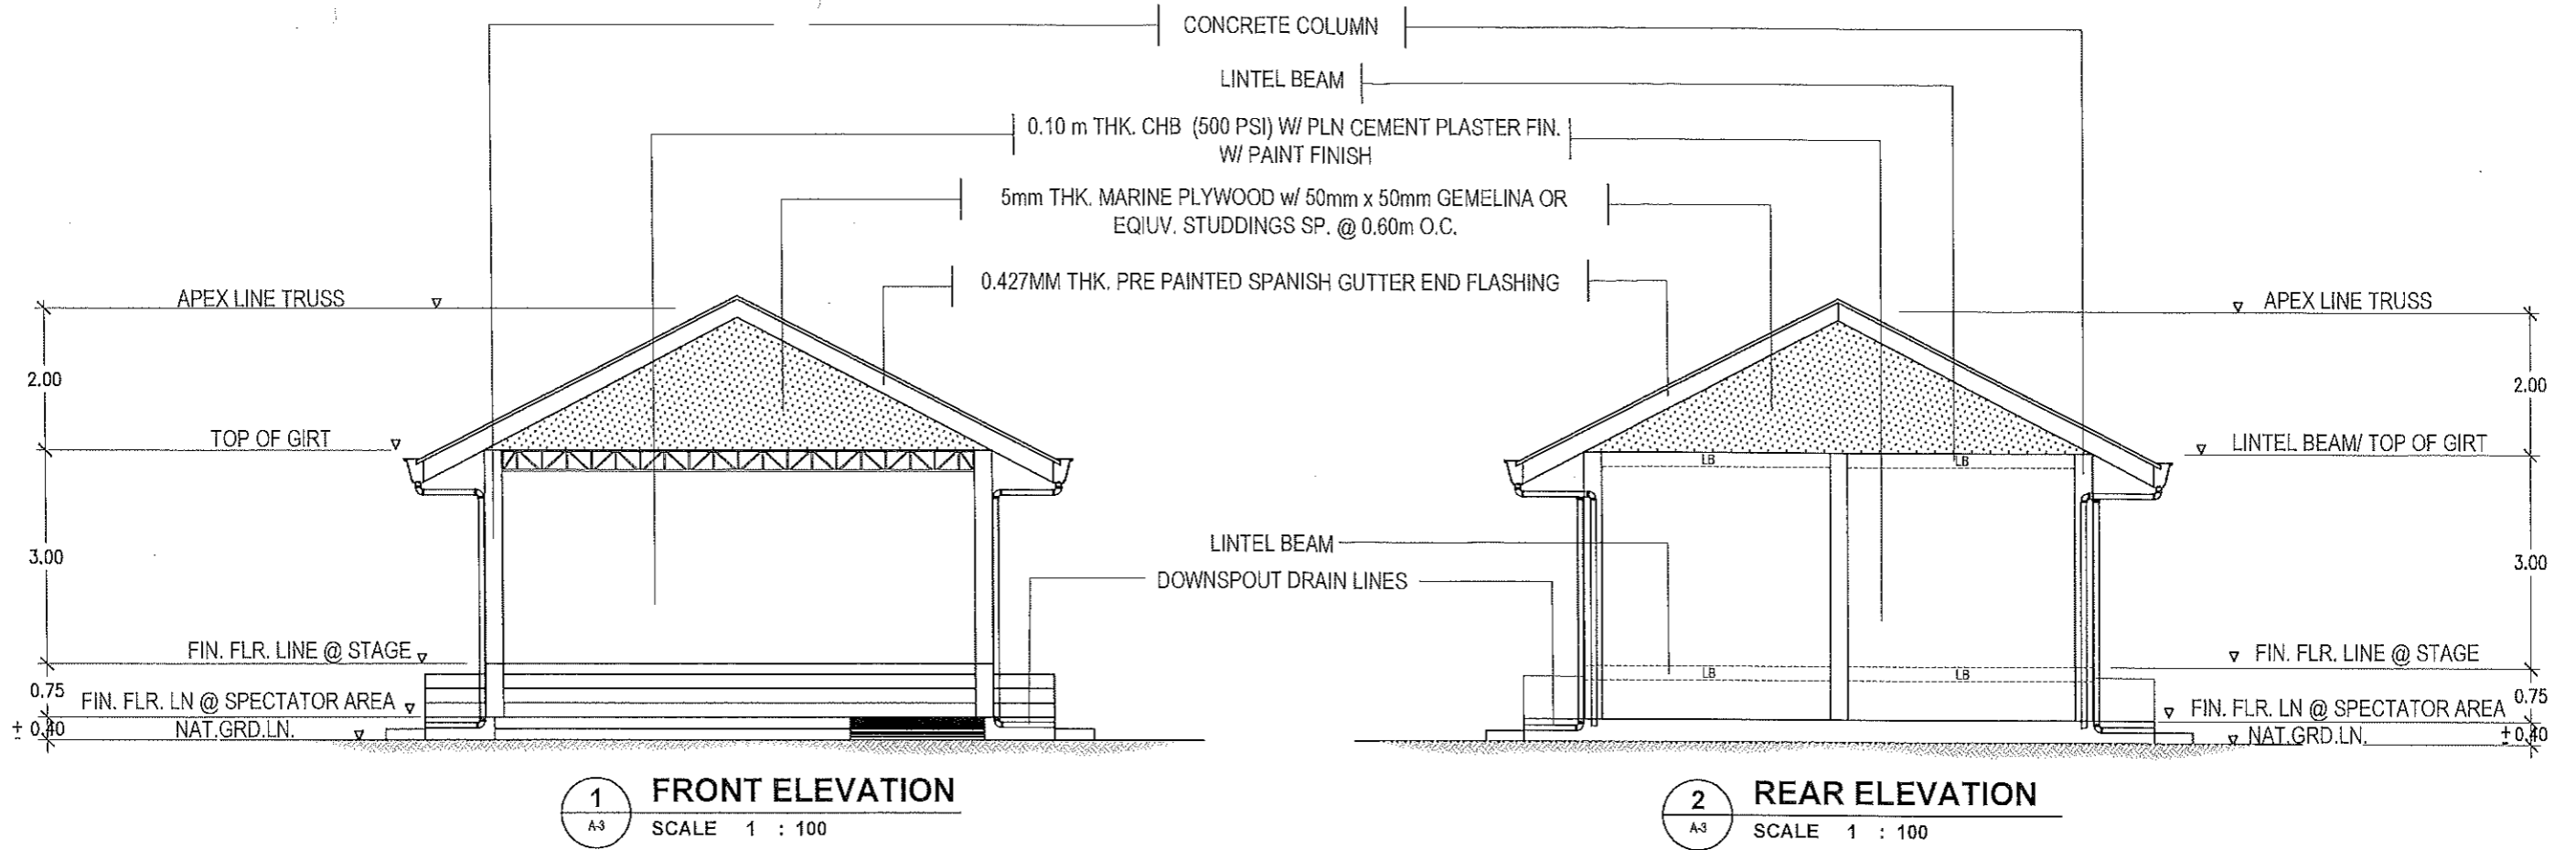 CONCRETE COLUMN
LINTEL BEAM
0.10 m THK. CHB (500 PSI) W/ PLN CEMENT PLASTER FIN.
W/ PAINT FINISH
5mm THK. MARINE PLYWOOD w/ 50mm x 50mm GEMELINA OR
EQIUV. STUDDINGS SP. @ 0.60m O.C.
0.427MM THK. PRE PAINTED SPANISH GUTTER END FLASHING
APEX LINE TRUSS
2.00
TOP OF GIRT
3.00
FIN. FLR. LINE @ STAGE
0.75
FIN. FLR. LN @ SPECTATOR AREA
± 0.40
NAT.GRD.LN.
LINTEL BEAM
DOWNSPOUT DRAIN LINES
APEX LINE TRUSS
2.00
LINTEL BEAM/ TOP OF GIRT
LB
LB
3.00
FIN. FLR. LINE @ STAGE
LB
LB
0.75
FIN. FLR. LN @ SPECTATOR AREA
NAT.GRD.LN.
± 0.40
1
A-3
FRONT ELEVATION
SCALE 1 : 100
2
A-3
REAR ELEVATION
SCALE 1 : 100